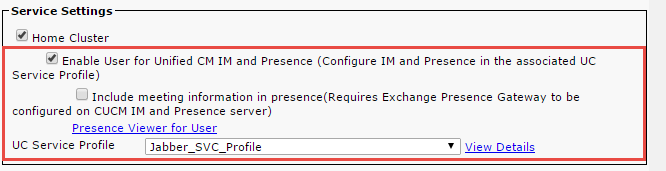 Service Settings
Home Cluster
Enable User for Unified CM IM and Presence (Configure IM and Presence in the associated UC
Service Profile)
Include meeting information in presence(Requires Exchange Presence Gateway to be
configured on CUCM IM and Presence server)
Presence Viewer for User
UC Service Profile Jabber_SVC_Profile View Details